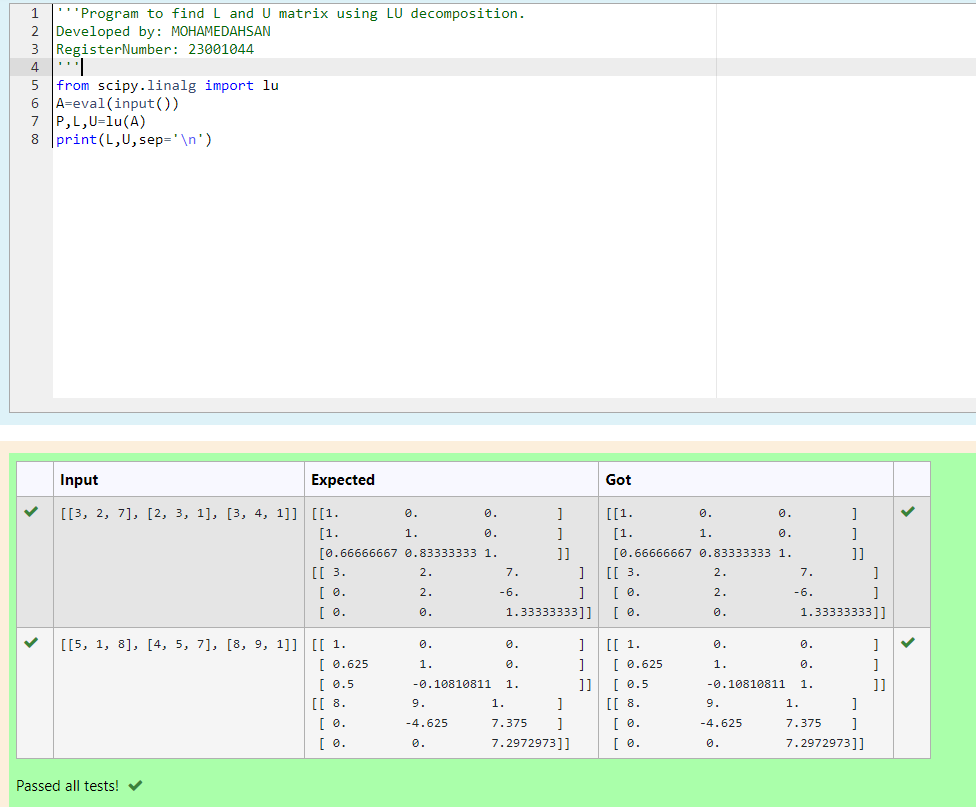 1 '''Program to find L and U matrix using LU decomposition.
2 Developed by: MOHAMEDAHSAN
3 RegisterNumber: 23001044
4 '''
5 from scipy.linalg import lu
6 A=eval(input())
7 P,L,U=lu(A)
8 print(L,U,sep='\n')
Input Expected Got
[[3, 2, 7], [2, 3, 1], [3, 4, 1]] [[1. 0. 0. ] [[1. 0. 0. ]
[1. 1. 0. ] [1. 1. 0. ]
[0.66666667 0.83333333 1. ]] [0.66666667 0.83333333 1. ]]
[[ 3. 2. 7. ] [[ 3. 2. 7. ]
[ 0. 2. -6. ] [ 0. 2. -6. ]
[ 0. 0. 1.33333333]] [ 0. 0. 1.33333333]]
[[5, 1, 8], [4, 5, 7], [8, 9, 1]] [[ 1. 0. 0. ] [[ 1. 0. 0. ]
[ 0.625 1. 0. ] [ 0.625 1. 0. ]
[ 0.5 -0.10810811 1. ]] [ 0.5 -0.10810811 1. ]]
[[ 8. 9. 1. ] [[ 8. 9. 1. ]
[ 0. -4.625 7.375 ] [ 0. -4.625 7.375 ]
[ 0. 0. 7.2972973]] [ 0. 0. 7.2972973]]
Passed all tests!